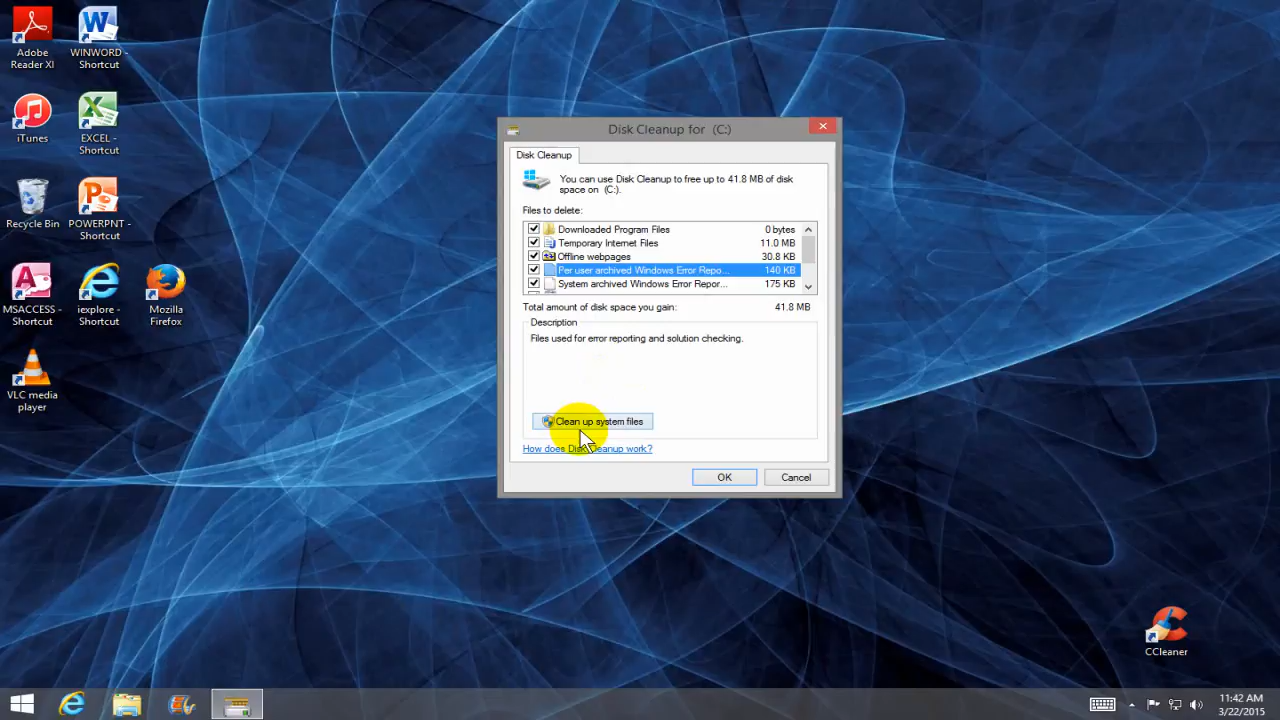 Adobe
Reader XI
WINWORD -
Shortcut
iTunes
EXCEL -
Shortcut
Recycle Bin
POWERPNT -
Shortcut
MSACCESS -
Shortcut
iexplore -
Shortcut
Mozilla
Firefox
VLC media
player
Disk Cleanup for (C:)
Disk Cleanup
You can use Disk Cleanup to free up to 41.8 MB of disk
space on (C:).
Files to delete:
Downloaded Program Files 0 bytes
Temporary Internet Files 11.0 MB
Offline webpages 30.8 KB
Per user archived Windows Error Repo... 140 KB
System archived Windows Error Repor... 175 KB
Total amount of disk space you gain: 41.8 MB
Description
Files used for error reporting and solution checking.
Clean up system files
How does Disk Cleanup work?
OK
Cancel
CCleaner
11:42 AM
3/22/2015